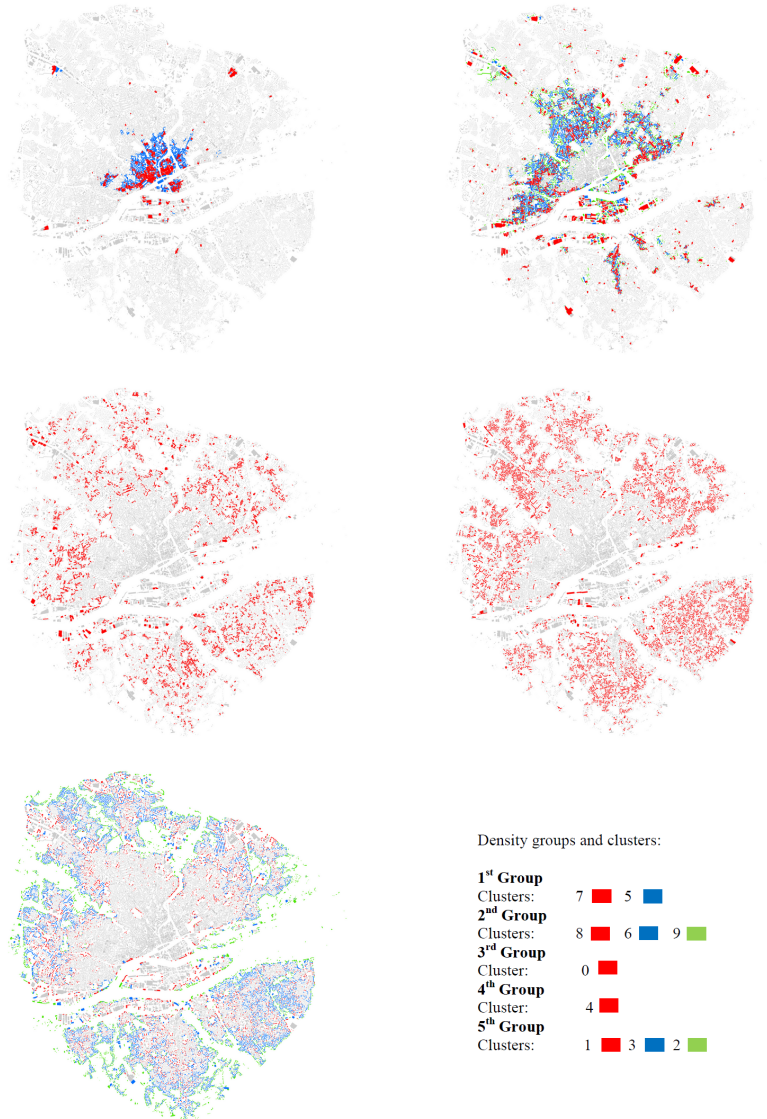 Density groups and clusters:
1st Group
Clusters: 7 5
2nd Group
Clusters: 8 6 9
3rd Group
Cluster: 0
4th Group
Cluster: 4
5th Group
Clusters: 1 3 2